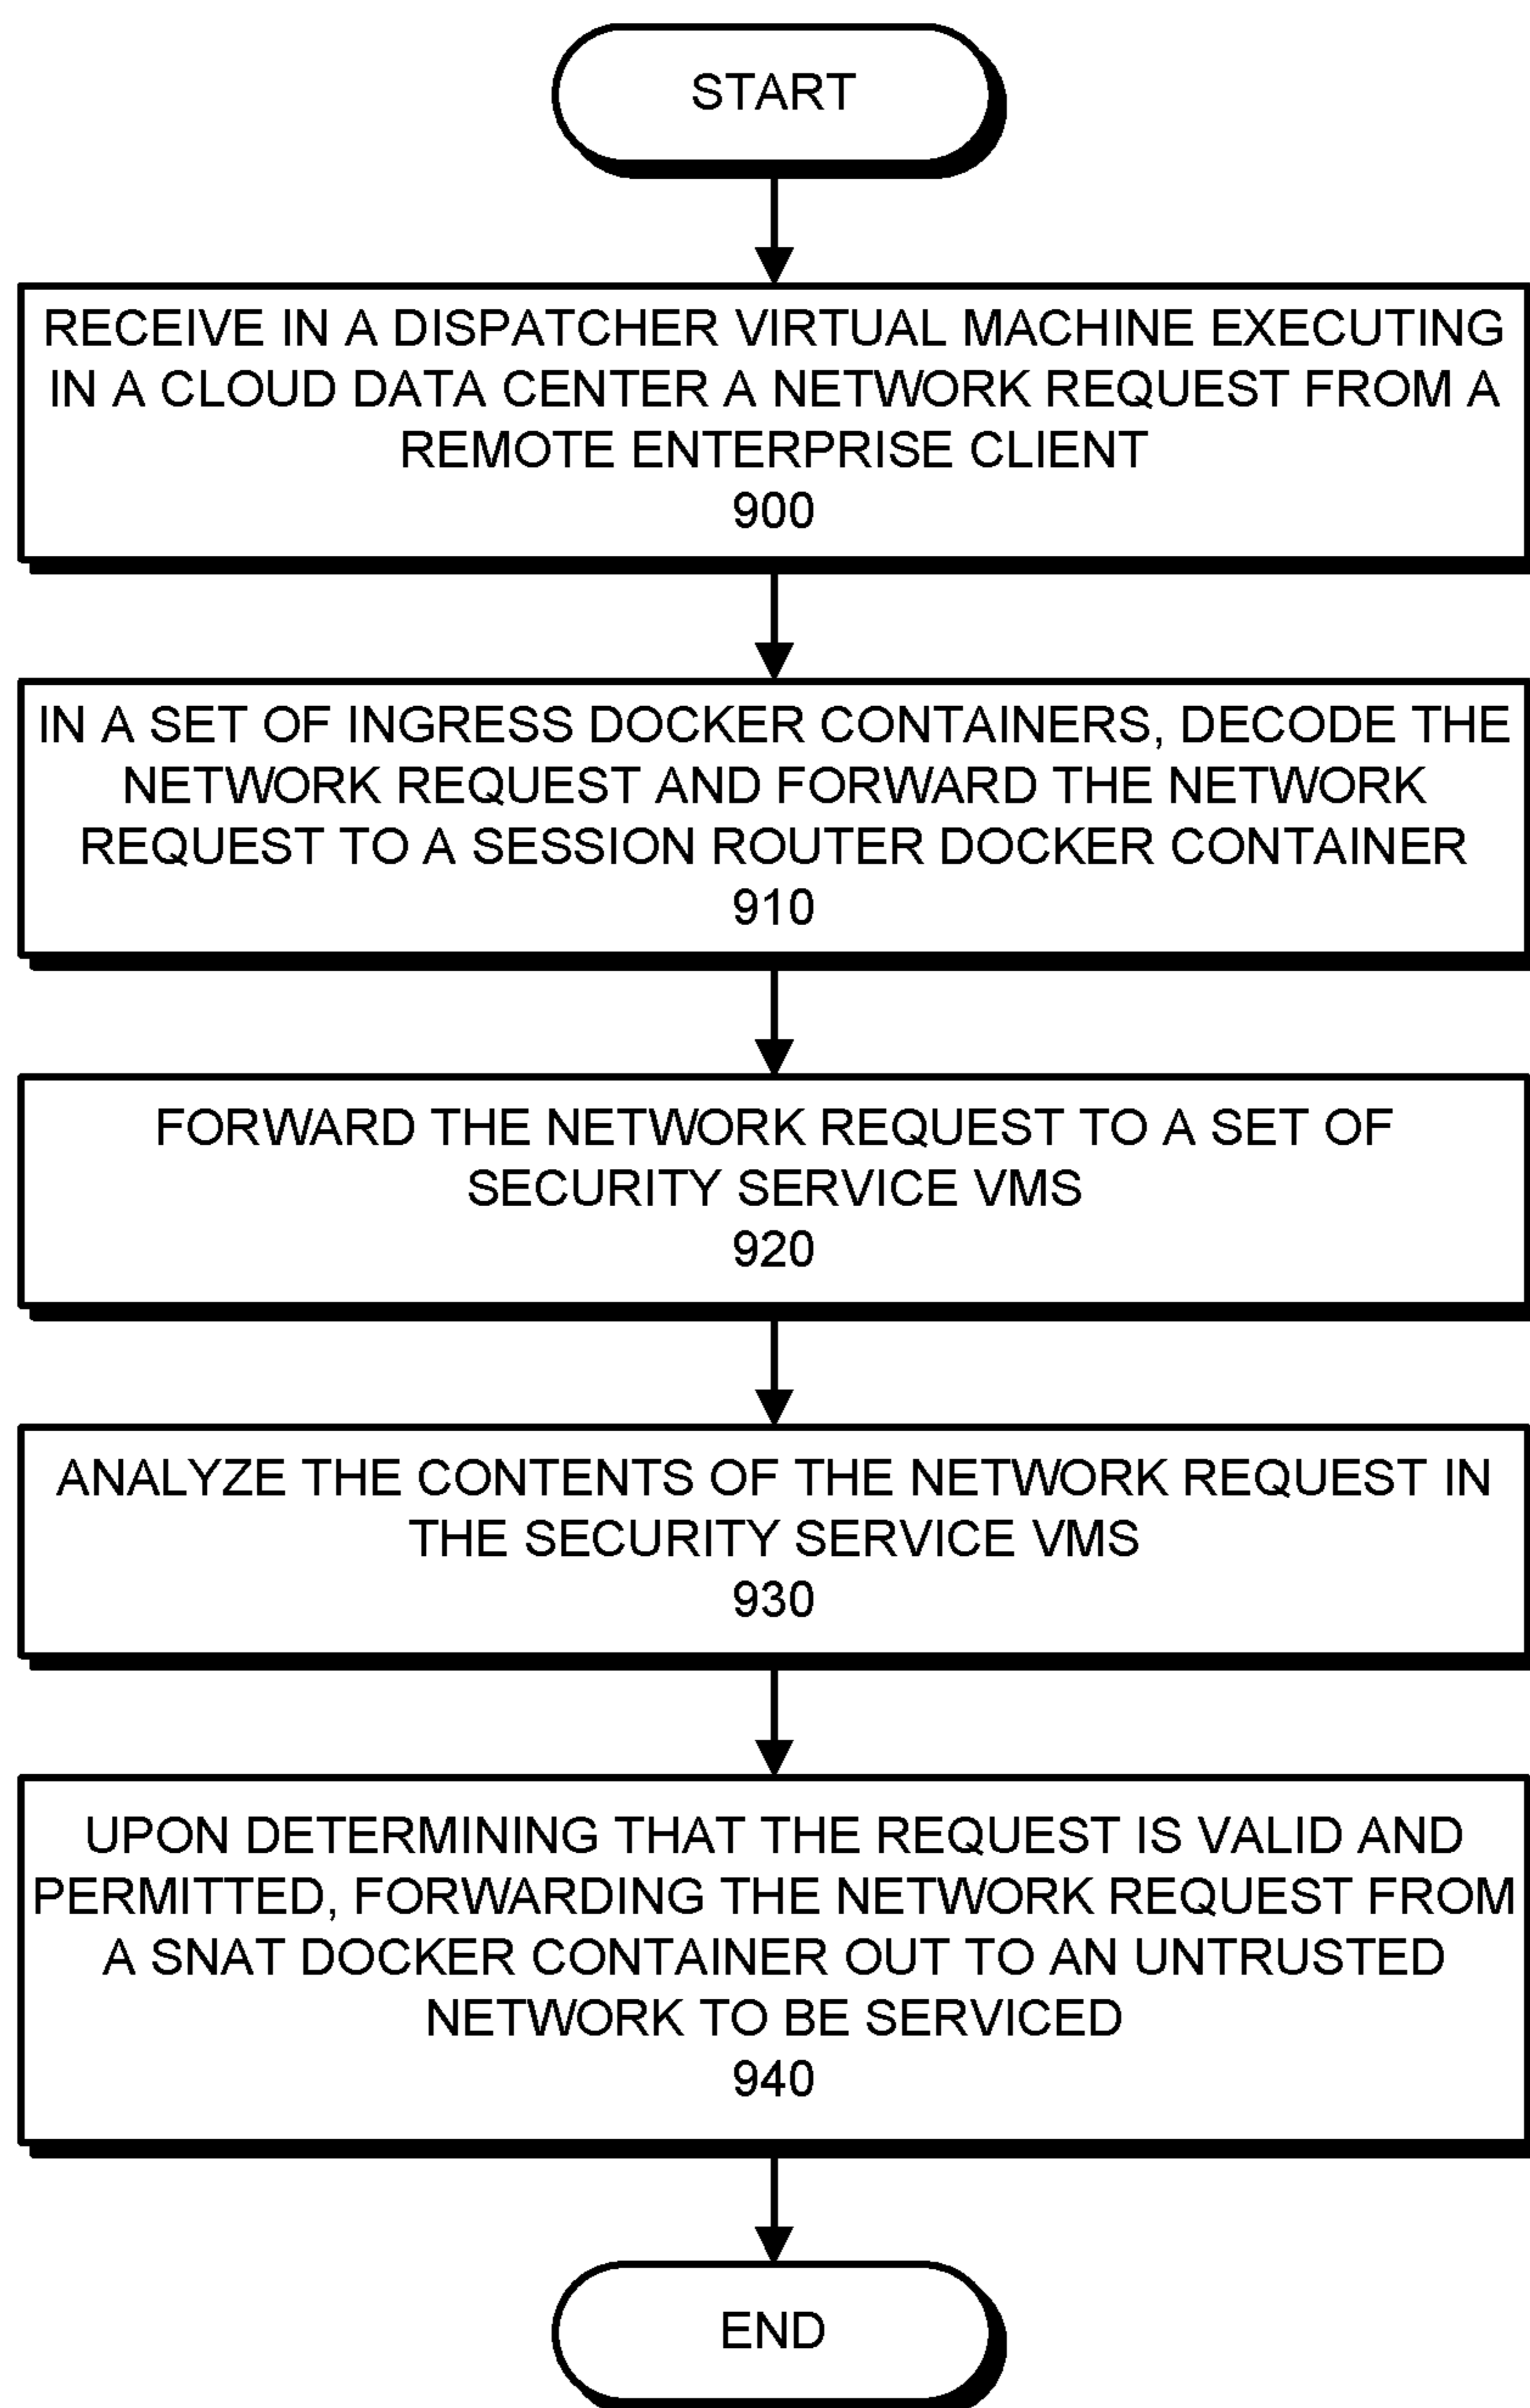 START
RECEIVE IN A DISPATCHER VIRTUAL MACHINE EXECUTING
IN A CLOUD DATA CENTER A NETWORK REQUEST FROM A
REMOTE ENTERPRISE CLIENT
900
IN A SET OF INGRESS DOCKER CONTAINERS, DECODE THE
NETWORK REQUEST AND FORWARD THE NETWORK
REQUEST TO A SESSION ROUTER DOCKER CONTAINER
910
FORWARD THE NETWORK REQUEST TO A SET OF
SECURITY SERVICE VMS
920
ANALYZE THE CONTENTS OF THE NETWORK REQUEST IN
THE SECURITY SERVICE VMS
930
UPON DETERMINING THAT THE REQUEST IS VALID AND
PERMITTED, FORWARDING THE NETWORK REQUEST FROM
A SNAT DOCKER CONTAINER OUT TO AN UNTRUSTED
NETWORK TO BE SERVICED
940
END